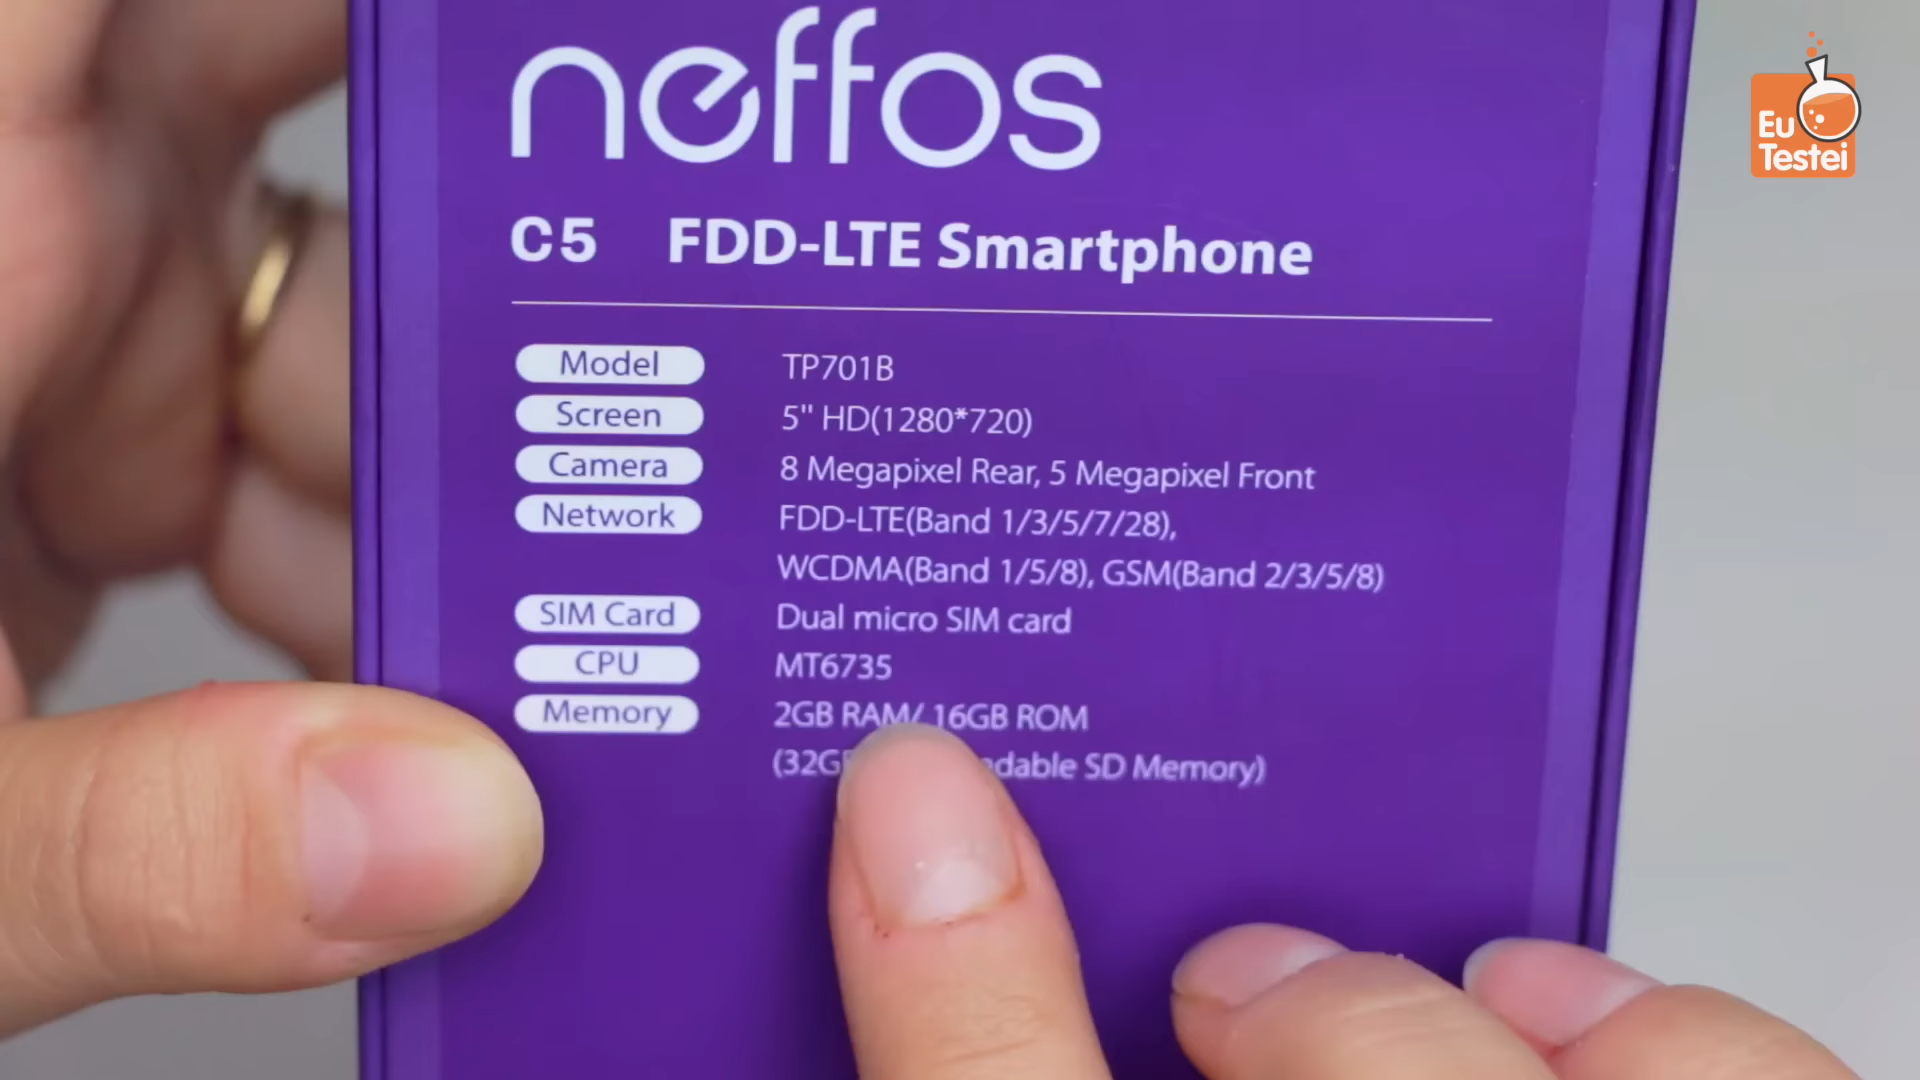 neffos
C5 FDD-LTE Smartphone
Model TP701B
Screen 5" HD(1280*720)
Camera 8 Megapixel Rear, 5 Megapixel Front
Network FDD-LTE(Band 1/3/5/7/28),
WCDMA(Band 1/5/8), GSM(Band 2/3/5/8)
SIM Card Dual micro SIM card
CPU MT6735
Memory 2GB RAM/ 16GB ROM
SD Memory)
Eu
Testei